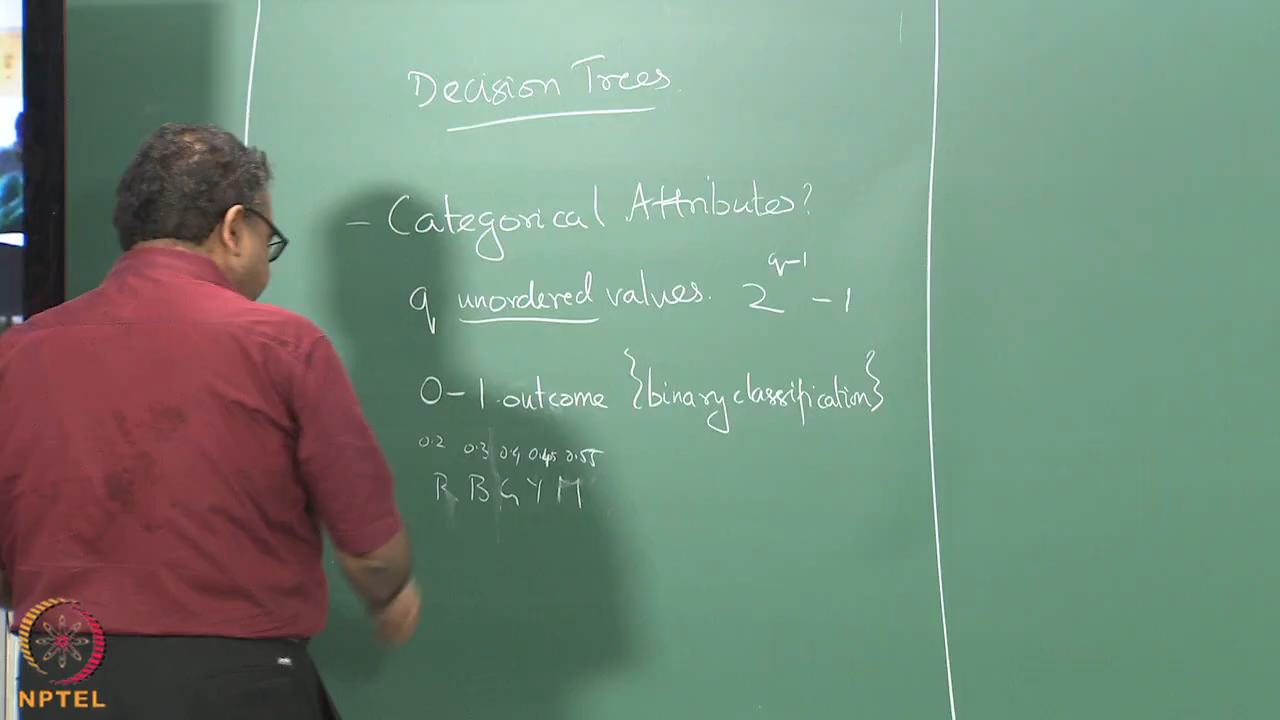 Decision Trees.
- Categorical Attributes?
q unordered values. 2^{q-1} - 1
0-1 outcome {binary classification}
0.2 0.3 0.4 0.45 0.55
R B G Y M
NPTEL